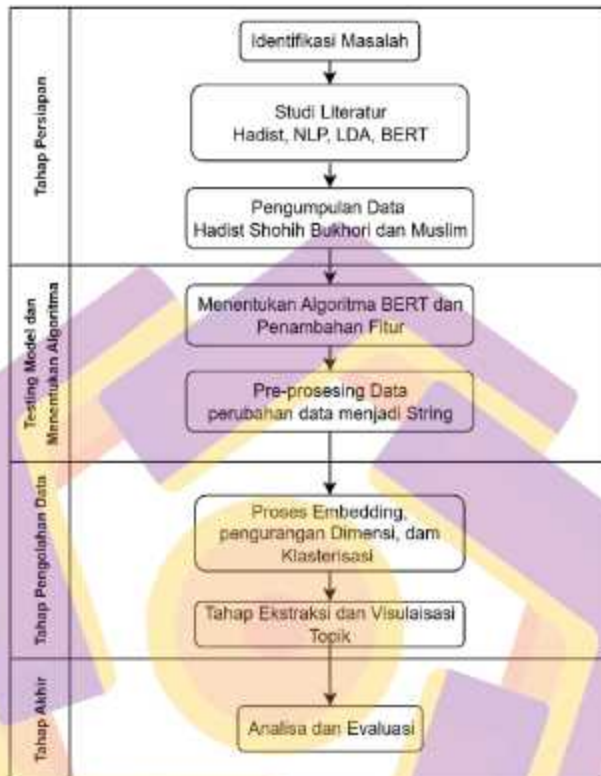 Tahap Persiapan
Identifikasi Masalah
Studi Literatur
Hadist, NLP, LDA, BERT
Pengumpulan Data
Hadist Shohih Bukhori dan Muslim
Testing Model dan
Menentukan Algoritma
Menentukan Algoritma BERT dan
Penambahan Fitur
Pre-prosesing Data
perubahan data menjadi String
Tahap Pengolahan Data
Proses Embedding,
pengurangan Dimensi, dam
Klasterisasi
Tahap Ekstraksi dan Visulaisasi
Topik
Tahap
Akhir
Analisa dan Evaluasi